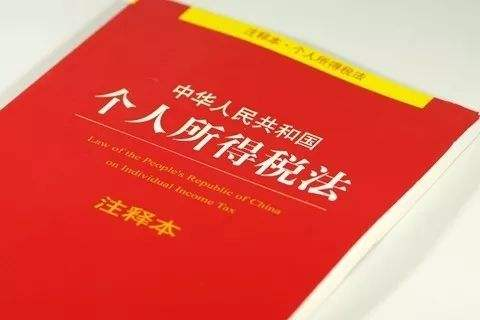 注释本·个人所得税法
中华人民共和国
个人所得税法
Law of the People's Republic of China
on Individual Income Tax
注释本